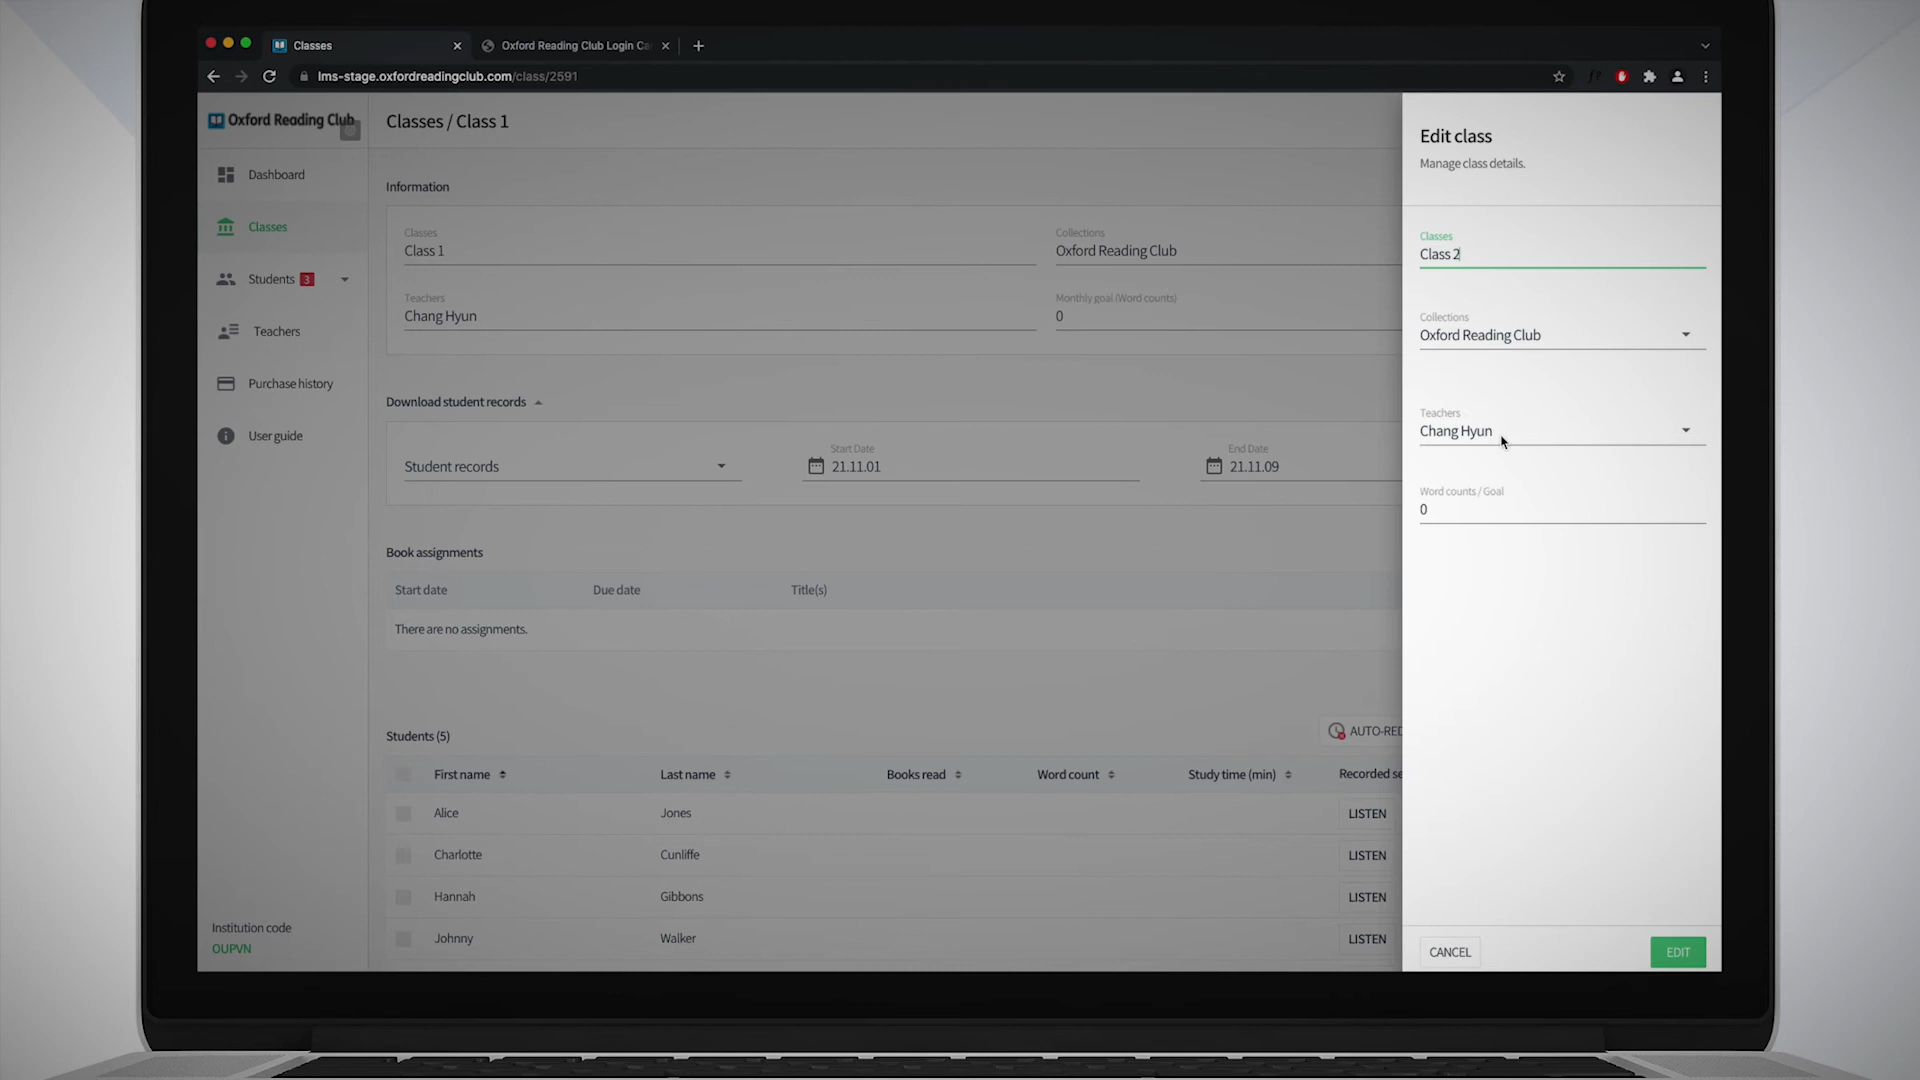 Classes
Oxford Reading Club Login Ca
lms-stage.oxfordreadingclub.com/class/2591
Oxford Reading Club
Dashboard
Classes
Students 3
Teachers
Purchase history
User guide
Institution code
OUPVN
Classes / Class 1
Information
Classes
Class 1
Collections
Oxford Reading Club
Teachers
Chang Hyun
Monthly goal (Word counts)
0
Download student records
Student records
Start Date
21.11.01
End Date
21.11.09
Book assignments
Start date Due date Title(s)
There are no assignments.
Students (5)
AUTO-RED
First name Last name Books read Word count Study time (min) Recorded se
Alice Jones LISTEN
Charlotte Cunliffe LISTEN
Hannah Gibbons LISTEN
Johnny Walker LISTEN
Edit class
Manage class details.
Classes
Class 2
Collections
Oxford Reading Club
Teachers
Chang Hyun
Word counts / Goal
0
CANCEL
EDIT